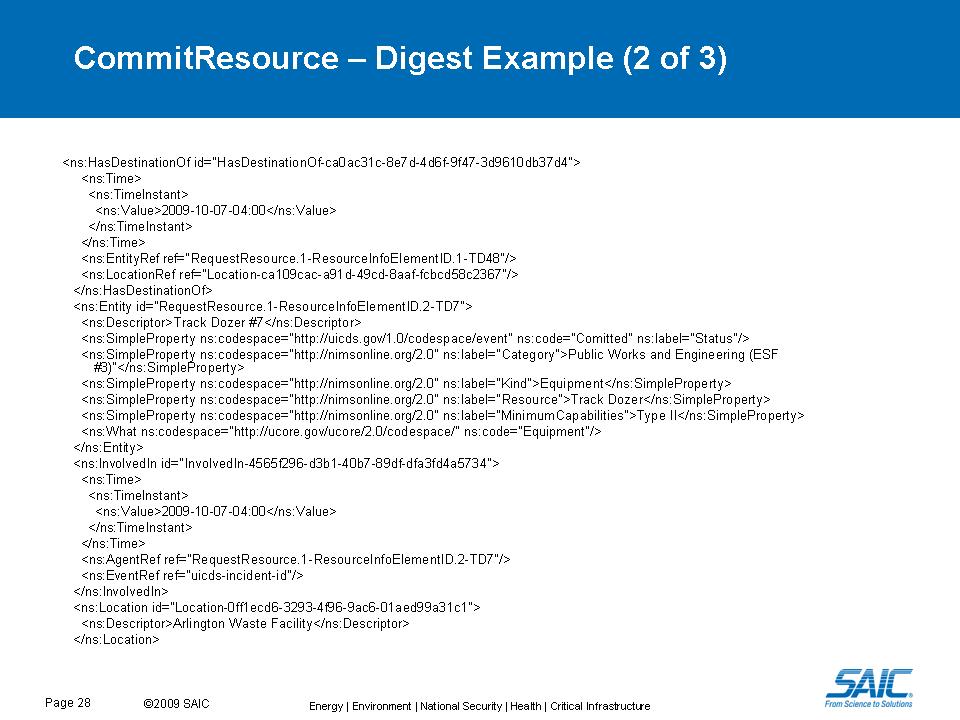 CommitResource – Digest Example (2 of 3)
<ns:HasDestinationOf id="HasDestinationOf-ca0ac31c-8e7d-4d6f-9f47-3d9610db37d4">
<ns:Time>
<ns:TimeInstant>
<ns:Value>2009-10-07-04:00</ns:Value>
</ns:TimeInstant>
</ns:Time>
<ns:EntityRef ref="RequestResource.1-ResourceInfoElementID.1-TD48"/>
<ns:LocationRef ref="Location-ca109cac-a91d-49cd-8aaf-fcbcd58c2367"/>
</ns:HasDestinationOf>
<ns:Entity id="RequestResource.1-ResourceInfoElementID.2-TD7">
<ns:Descriptor>Track Dozer #7</ns:Descriptor>
<ns:SimpleProperty ns:codespace="http://uicds.gov/1.0/codespace/event" ns:code="Comitted" ns:label="Status"/>
<ns:SimpleProperty ns:codespace="http://nimsonline.org/2.0" ns:label="Category">Public Works and Engineering (ESF
#3)"</ns:SimpleProperty>
<ns:SimpleProperty ns:codespace="http://nimsonline.org/2.0" ns:label="Kind">Equipment</ns:SimpleProperty>
<ns:SimpleProperty ns:codespace="http://nimsonline.org/2.0" ns:label="Resource">Track Dozer</ns:SimpleProperty>
<ns:SimpleProperty ns:codespace="http://nimsonline.org/2.0" ns:label="MinimumCapabilities">Type II</ns:SimpleProperty>
<ns:What ns:codespace="http://ucore.gov/ucore/2.0/codespace/" ns:code="Equipment"/>
</ns:Entity>
<ns:InvolvedIn id="InvolvedIn-4565f296-d3b1-40b7-89df-dfa3fd4a5734">
<ns:Time>
<ns:TimeInstant>
<ns:Value>2009-10-07-04:00</ns:Value>
</ns:TimeInstant>
</ns:Time>
<ns:AgentRef ref="RequestResource.1-ResourceInfoElementID.2-TD7"/>
<ns:EventRef ref="uicds-incident-id"/>
</ns:InvolvedIn>
<ns:Location id="Location-0ff1ecd6-3293-4f96-9ac6-01aed99a31c1">
<ns:Descriptor>Arlington Waste Facility</ns:Descriptor>
</ns:Location>
SAIC
From Science to Solutions
Page 28
©2009 SAIC
Energy | Environment | National Security | Health | Critical Infrastructure